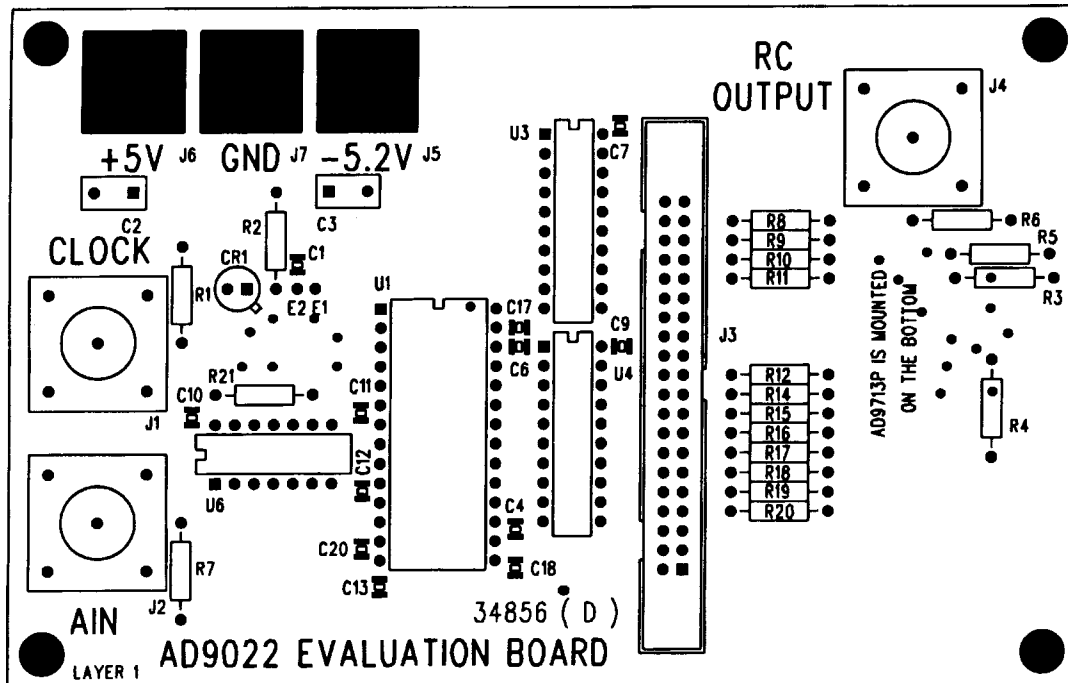 RC
OUTPUT
J4
+5V
J6
GND
J7
-5.2V
J5
U3
C7
C2
R2
C3
CLOCK
CR1
C1
R1
E2
E1
U1
C17
C9
C6
U4
J3
R8
R9
R10
R11
R6
R5
R3
AD9713P IS MOUNTED
ON THE BOTTOM
R21
C11
C10
J1
R12
R14
R15
R16
R17
R18
R19
R20
R4
C12
U6
C4
C20
C18
C13
R7
J2
AIN
34856 ( D )
LAYER 1
AD9022 EVALUATION BOARD